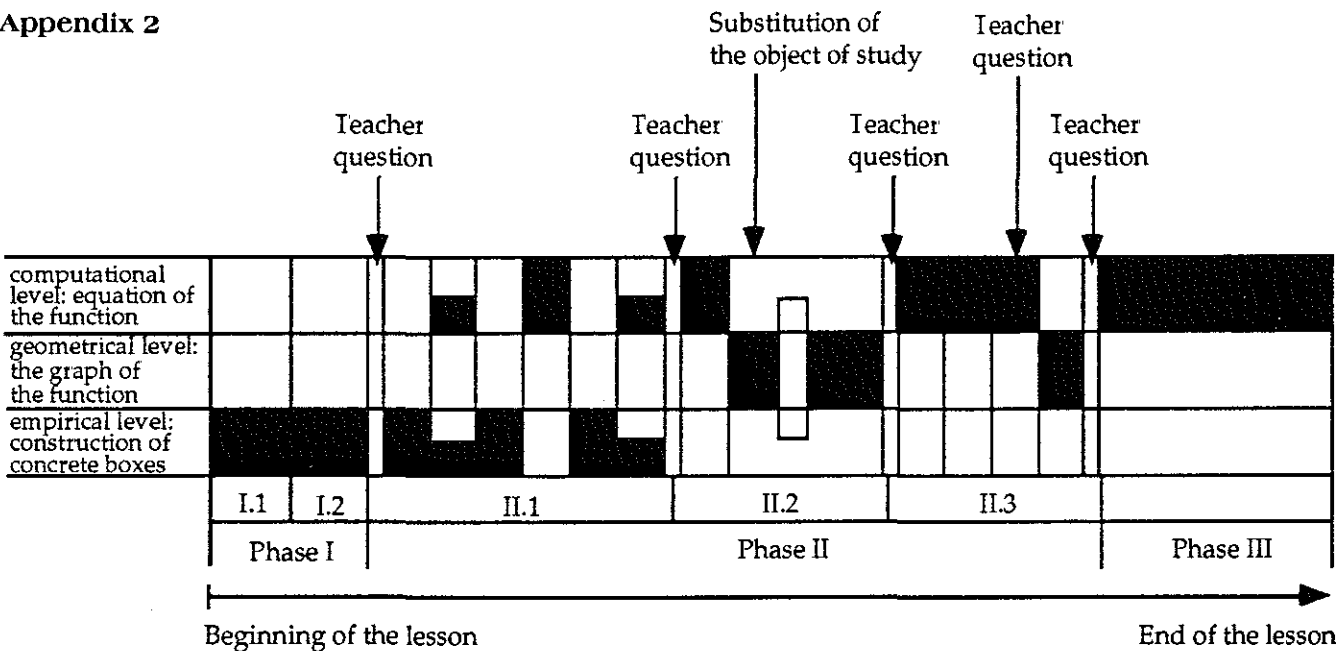 Appendix 2
Substitution of
the object of study
Teacher
question
Teacher
question
Teacher
question
Teacher
question
Teacher
question
computational
level: equation of
the function
geometrical level:
the graph of
the function
empirical level:
construction of
concrete boxes
I.1 I.2 II.1 II.2 II.3
Phase I Phase II Phase III
Beginning of the lesson End of the lesson